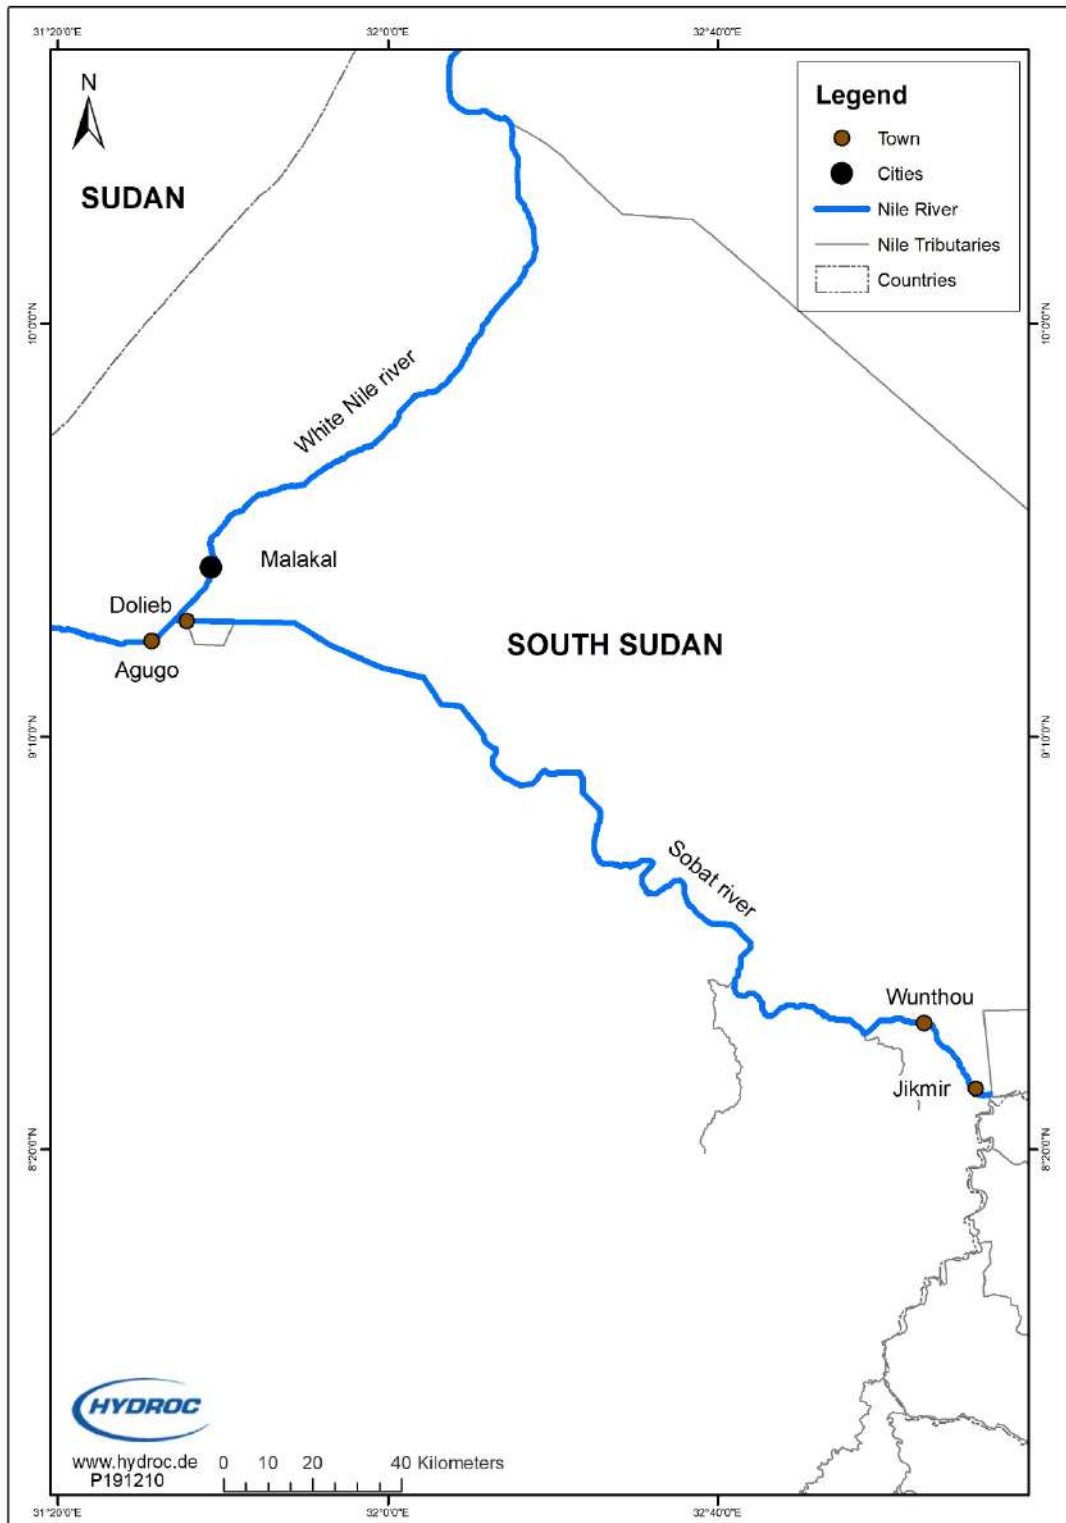 31°20'0"E
32°0'0"E
32°40'0"E
N
SUDAN
Legend
Town
Cities
Nile River
Nile Tributaries
Countries
10°0'0"N
10°0'0"N
White Nile river
Malakal
Dolieb
Agugo
SOUTH SUDAN
9°10'0"N
9°10'0"N
Sobat river
Wunthou
Jikmir
8°20'0"N
8°20'0"N
HYDROC
www.hydroc.de
P191210
0 10 20 40 Kilometers
31°20'0"E
32°0'0"E
32°40'0"E